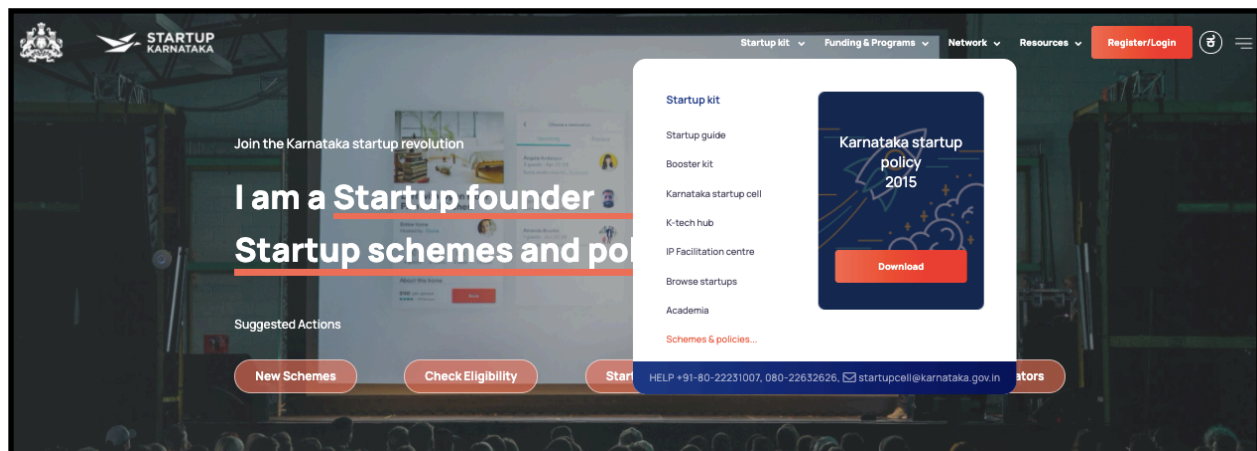 STARTUP
KARNATAKA
Startup kit
Funding & Programs
Network
Resources
Register/Login
ಕ
Join the Karnataka startup revolution
I am a Startup founder
Startup schemes and pol
Suggested Actions
New Schemes
Check Eligibility
Star
ators
Startup kit
Startup guide
Booster kit
Karnataka startup cell
K-tech hub
IP Facilitation centre
Browse startups
Academia
Schemes & policies...
Karnataka startup
policy
2015
Download
HELP +91-80-22231007, 080-22632626, startupcell@karnataka.gov.in